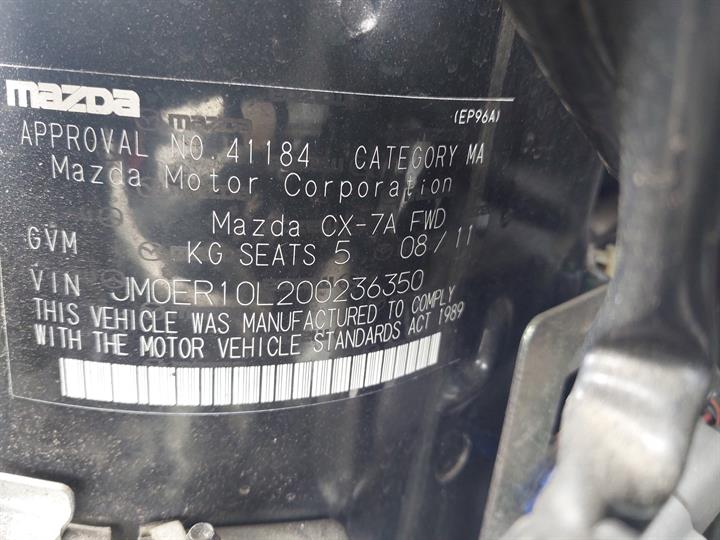 mazda
(EP96A)
APPROVAL NO.41184 CATEGORY MA
Mazda Motor Corporation
Mazda CX-7A FWD
GVM KG SEATS 5 08/11
VIN JM0ER10L200236350
THIS VEHICLE WAS MANUFACTURED TO COMPLY
WITH THE MOTOR VEHICLE STANDARDS ACT 1989